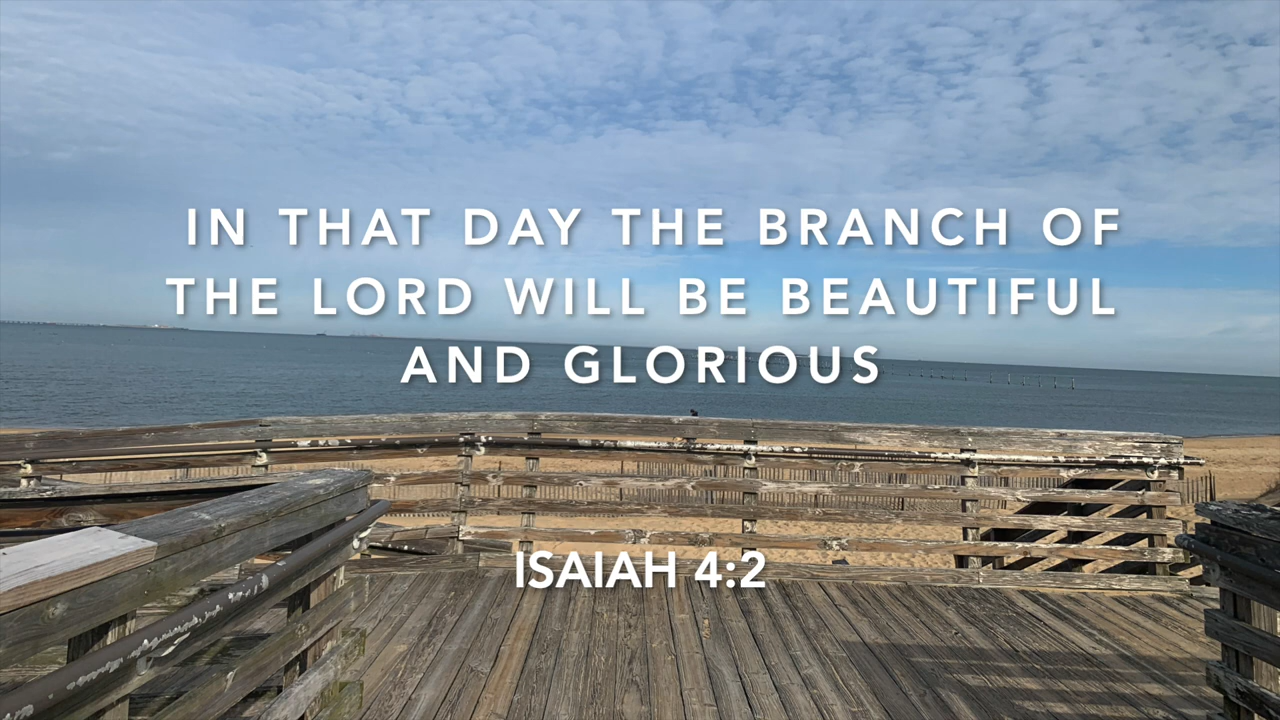 IN THAT DAY THE BRANCH OF
THE LORD WILL BE BEAUTIFUL
AND GLORIOUS
ISAIAH 4:2